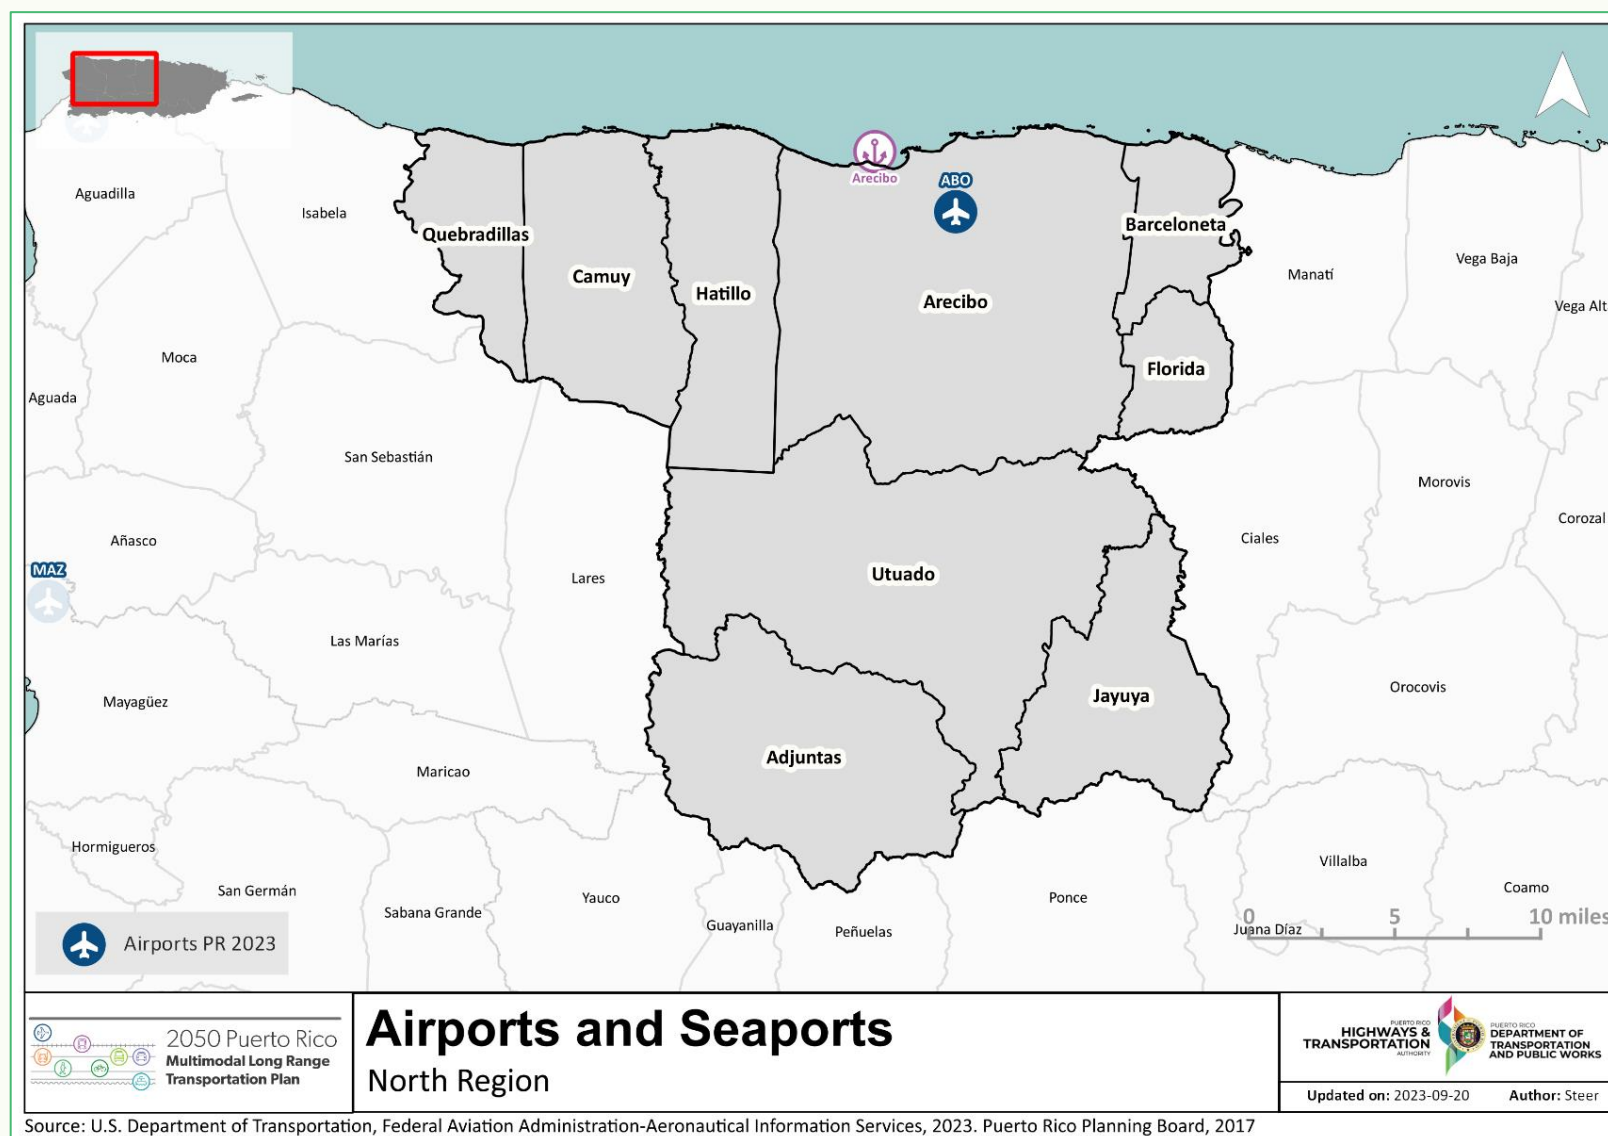 Arecibo
ABO
Aguadilla
Isabela
Quebradillas
Barceloneta
Camuy
Hatillo
Arecibo
Manatí
Vega Baja
Vega Alt
Moca
Florida
Aguada
San Sebastián
Morovis
Corozal
Añasco
Ciales
MAZ
Lares
Utuado
Las Marías
Mayagüez
Jayuya
Orocovis
Adjuntas
Maricao
Hormigueros
Villalba
San Germán
Yauco
Ponce
Coamo
Sabana Grande
Guayanilla
Peñuelas
Juana Díaz
0 5 10 miles
Airports PR 2023
2050 Puerto Rico
Multimodal Long Range
Transportation Plan
Airports and Seaports
North Region
PUERTO RICO
HIGHWAYS &
TRANSPORTATION
AUTHORITY
PUERTO RICO
DEPARTMENT OF
TRANSPORTATION
AND PUBLIC WORKS
Updated on: 2023-09-20 Author: Steer
Source: U.S. Department of Transportation, Federal Aviation Administration-Aeronautical Information Services, 2023. Puerto Rico Planning Board, 2017